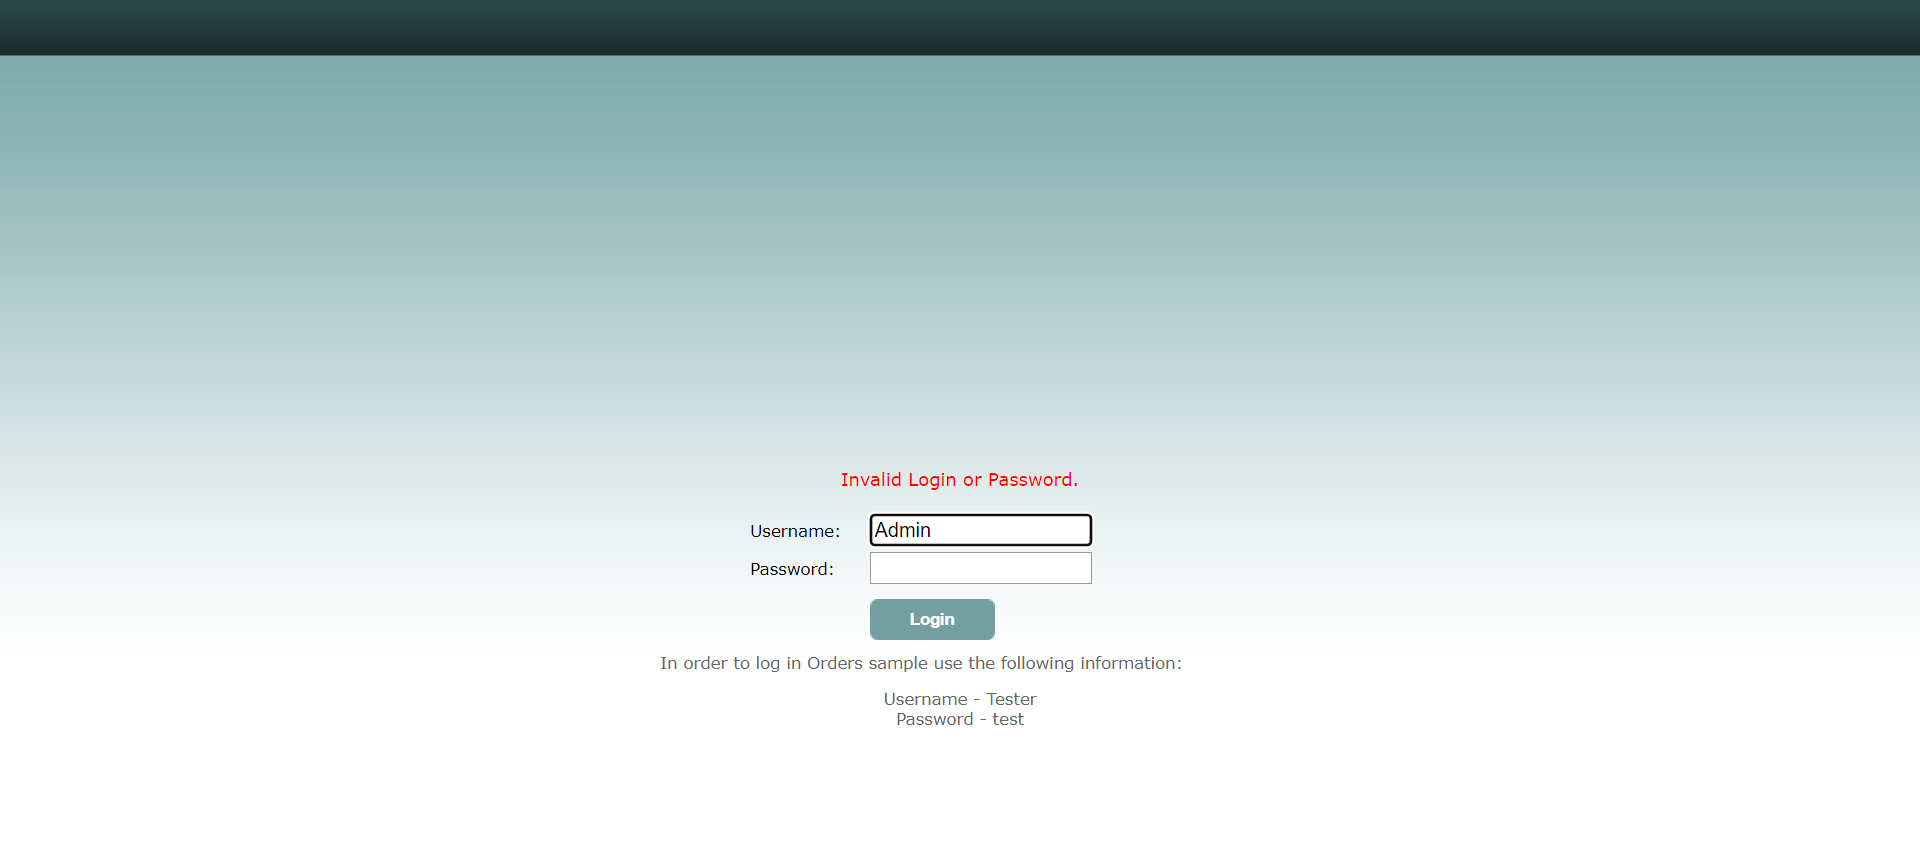 Invalid Login or Password.
Username: Admin
Password:
Login
In order to log in Orders sample use the following information:
Username - Tester
Password - test